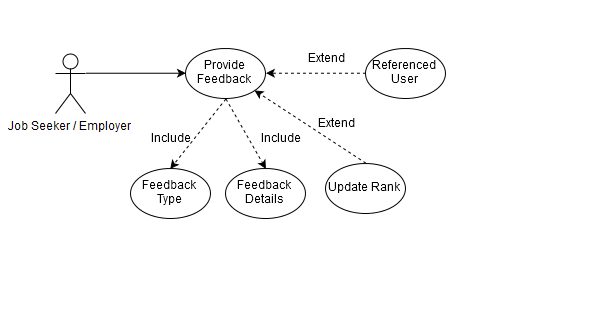 Extend
Provide
Feedback
Referenced
User
Job Seeker / Employer
Extend
Include
Include
Feedback
Type
Feedback
Details
Update Rank